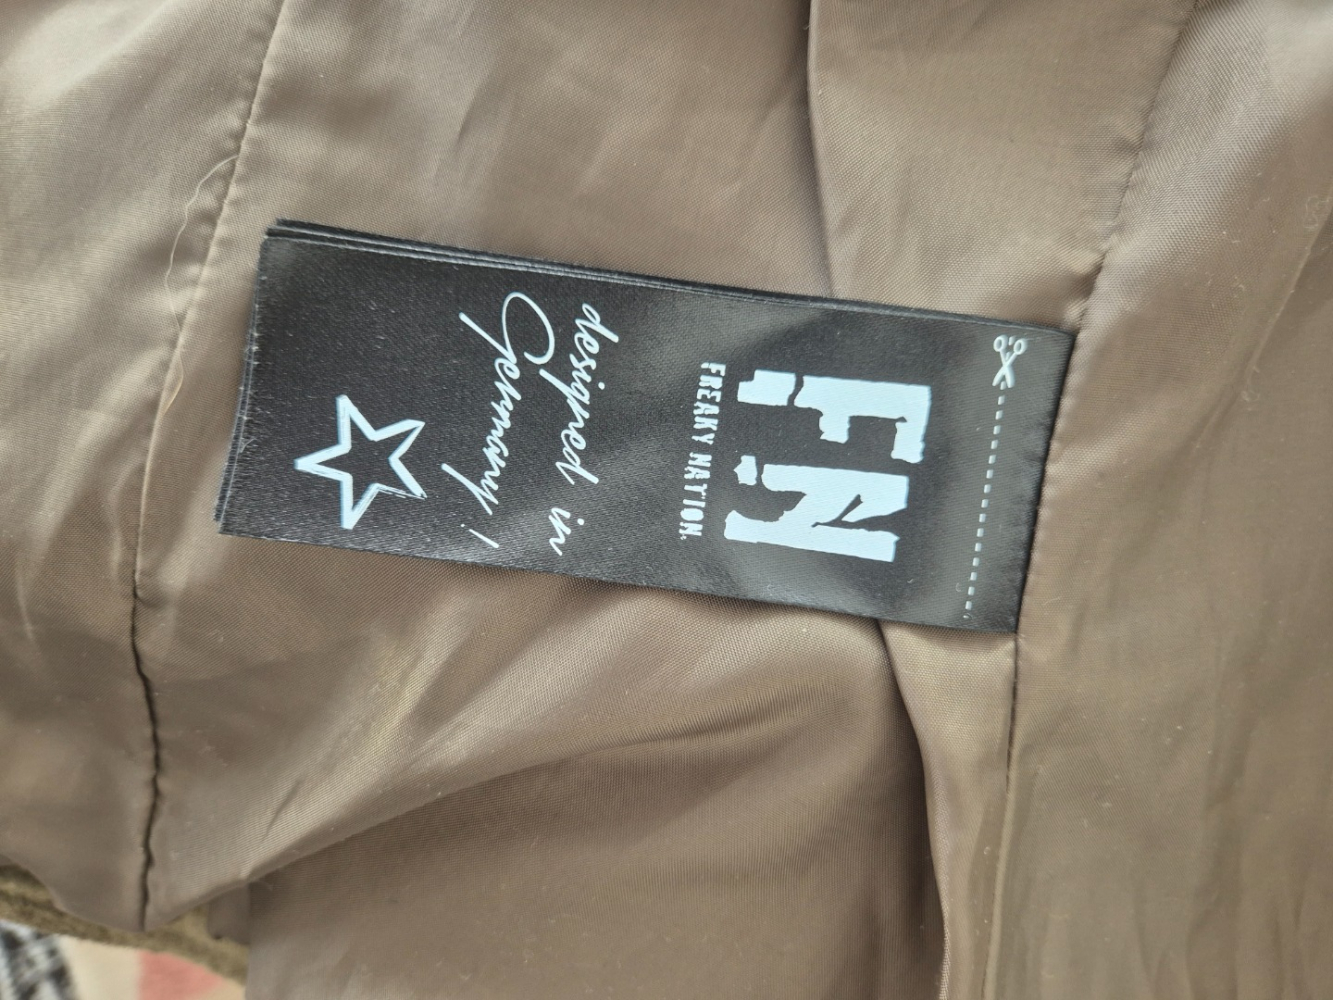 FN
FREAKY NATION.
designed in
Germany!